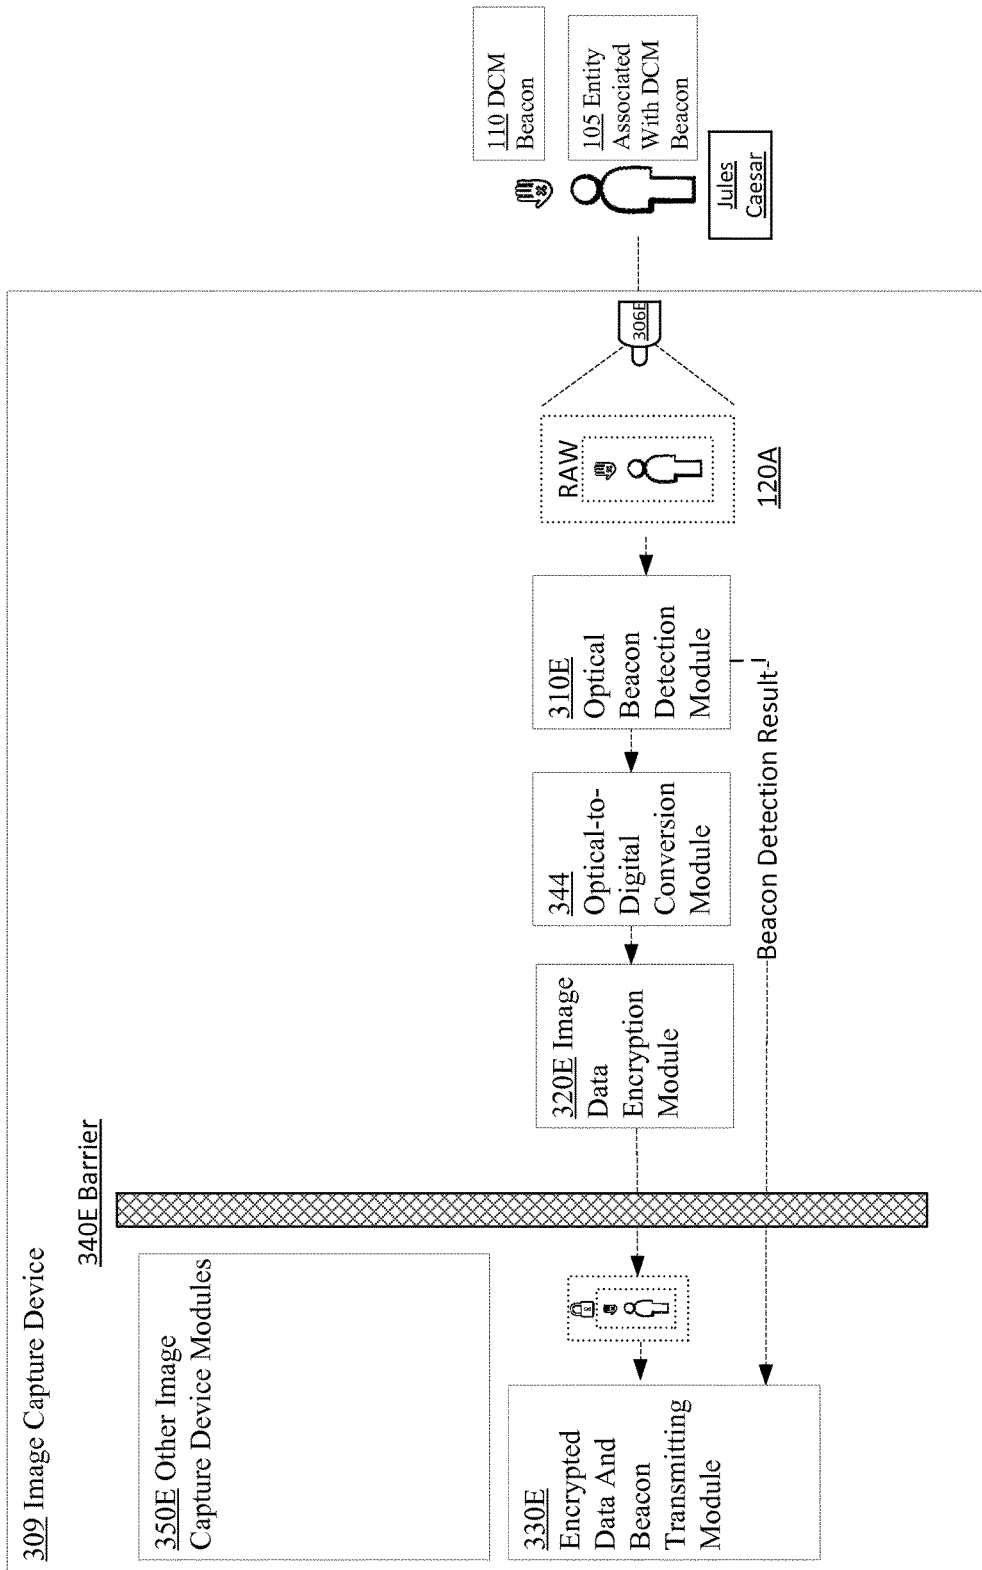 309 Image Capture Device
340E Barrier
350E Other Image
Capture Device Modules
330E
Encrypted
Data And
Beacon
Transmitting
Module
320E Image
Data
Encryption
Module
344
Optical-to-
Digital
Conversion
Module
310E
Optical
Beacon
Detection
Module
Beacon Detection Result
RAW
120A
306E
110 DCM
Beacon
105 Entity
Associated
With DCM
Beacon
Jules
Caesar